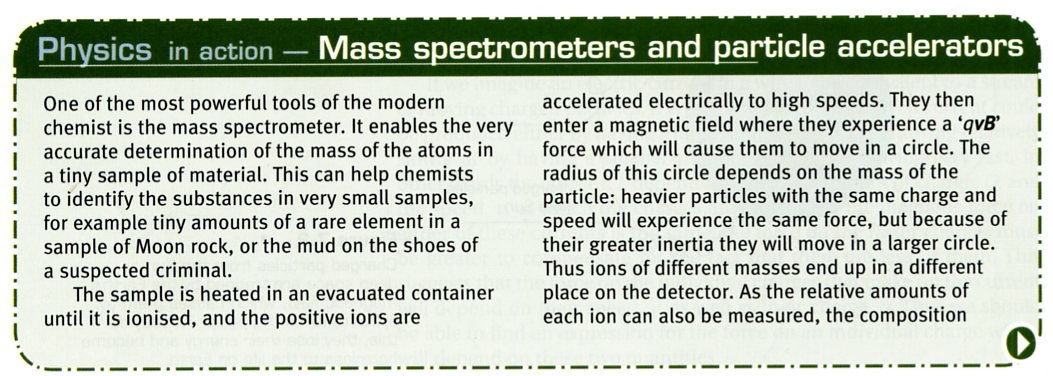 Physics in action — Mass spectrometers and particle accelerators
One of the most powerful tools of the modern
chemist is the mass spectrometer. It enables the very
accurate determination of the mass of the atoms in
a tiny sample of material. This can help chemists
to identify the substances in very small samples,
for example tiny amounts of a rare element in a
sample of Moon rock, or the mud on the shoes of
a suspected criminal.
The sample is heated in an evacuated container
until it is ionised, and the positive ions are
accelerated electrically to high speeds. They then
enter a magnetic field where they experience a ‘qvB’
force which will cause them to move in a circle. The
radius of this circle depends on the mass of the
particle: heavier particles with the same charge and
speed will experience the same force, but because of
their greater inertia they will move in a larger circle.
Thus ions of different masses end up in a different
place on the detector. As the relative amounts of
each ion can also be measured, the composition